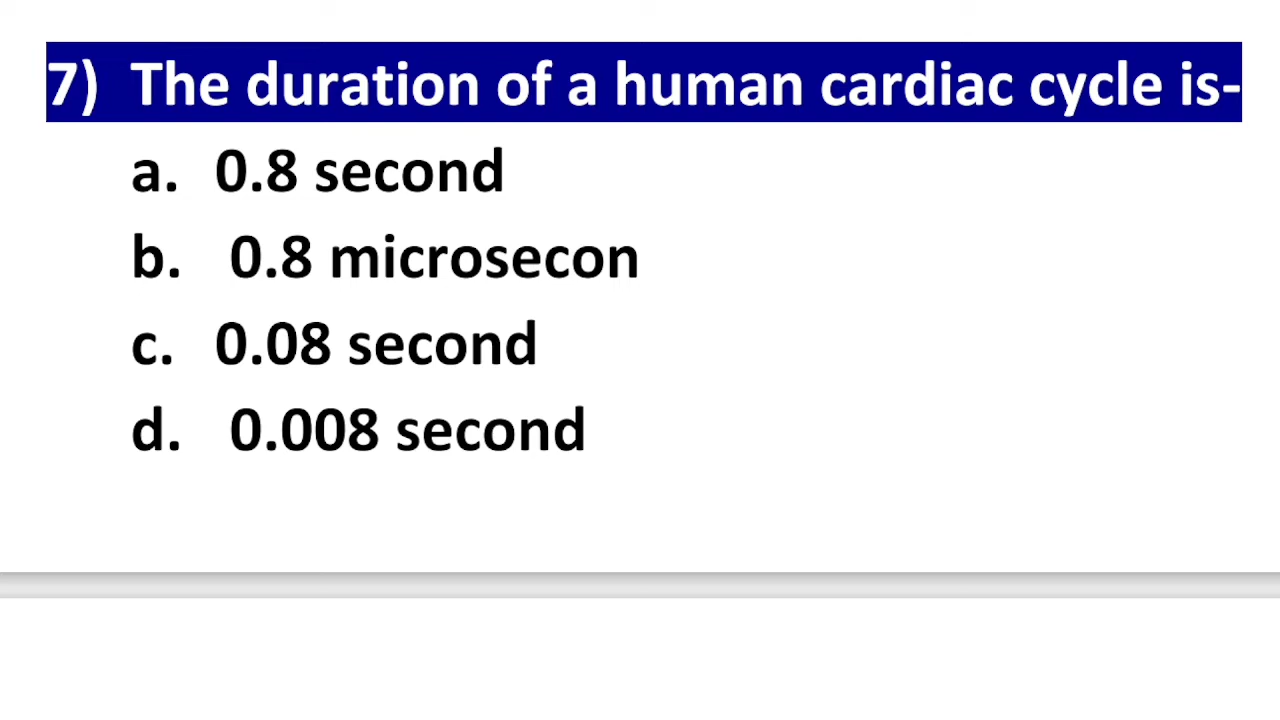 7) The duration of a human cardiac cycle is-
a. 0.8 second
b. 0.8 microsecon
c. 0.08 second
d. 0.008 second